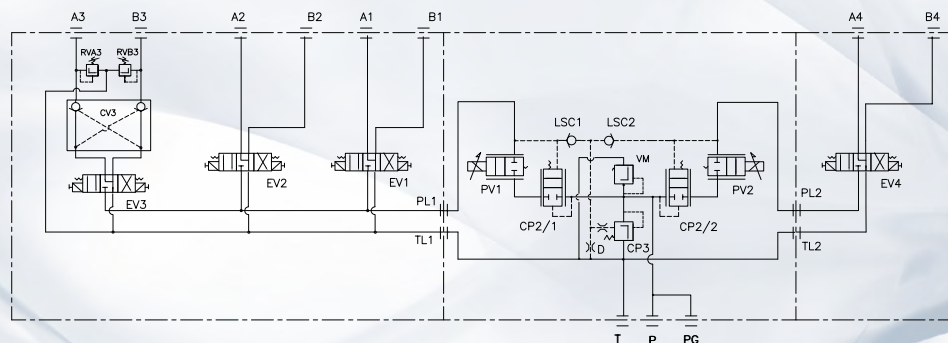 A3 B3 A2 B2 A1 B1 A4 B4
RVA3 RVB3
CV3
LSC1 LSC2
VM
EV3 EV2 EV1 PV1 PV2 EV4
PL1 CP2/1 CP2/2 PL2
TL1 D CP3 TL2
T P PG